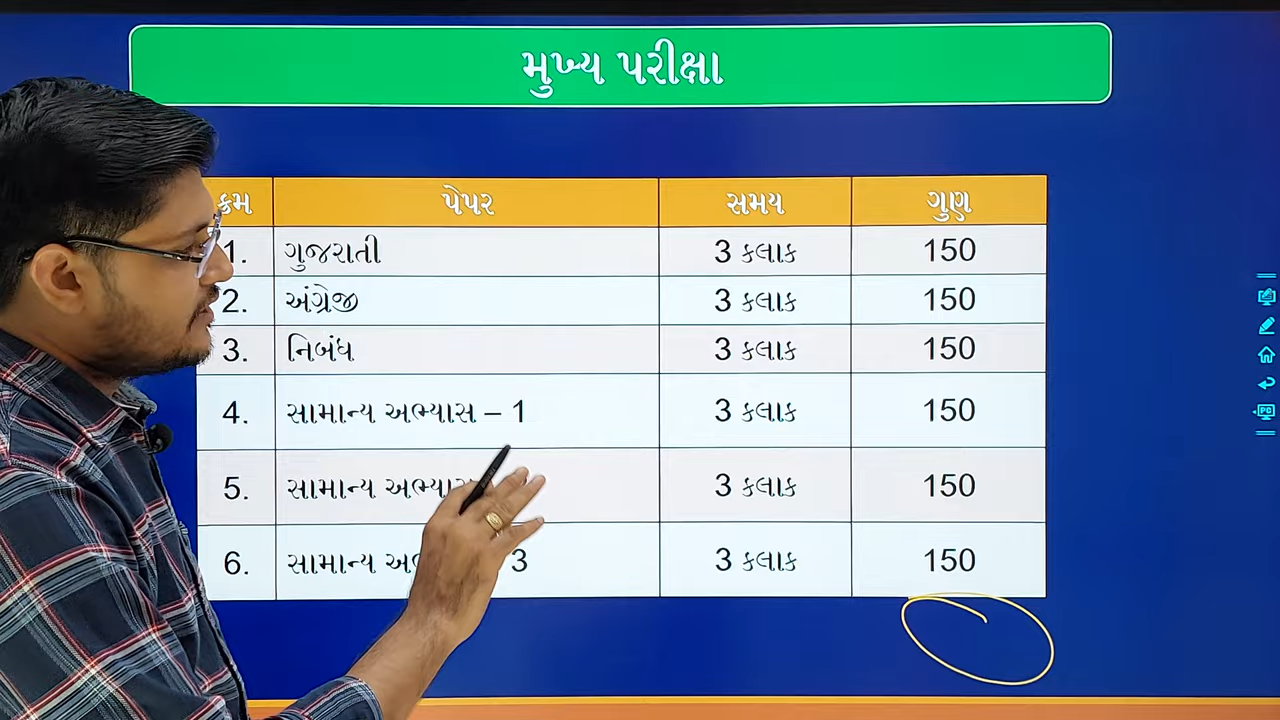 મુખ્ય પરીક્ષા
ક્રમ પેપર સમય ગુણ
1. ગુજરાતી 3 કલાક 150
2. અંગ્રેજી 3 કલાક 150
3. નિબંધ 3 કલાક 150
4. સામાન્ય અભ્યાસ – 1 3 કલાક 150
5. સામાન્ય 3 કલાક 150
6. સામાન્ય 3 3 કલાક 150